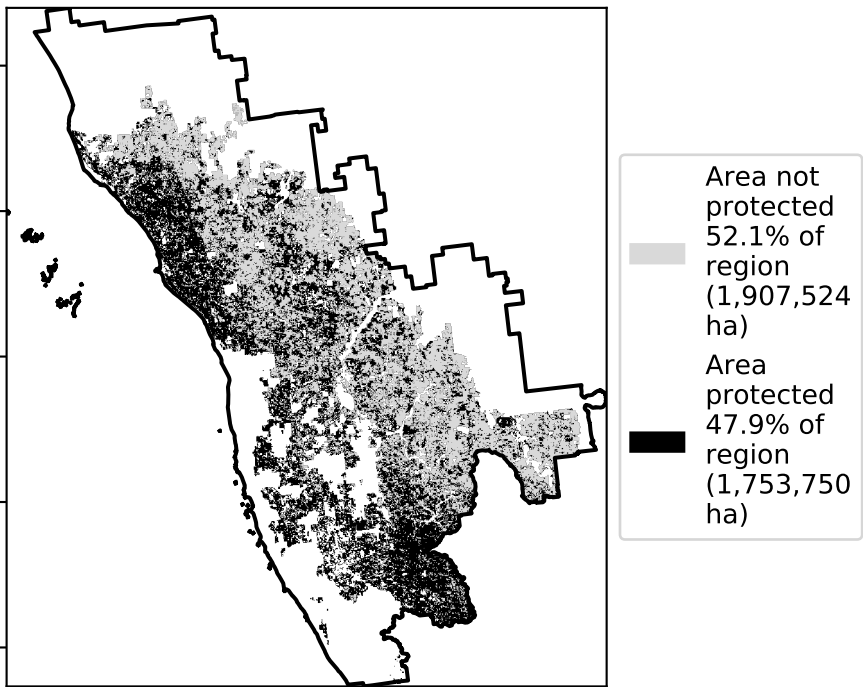 Area not
protected
52.1% of
region
(1,907,524
ha)
Area
protected
47.9% of
region
(1,753,750
ha)